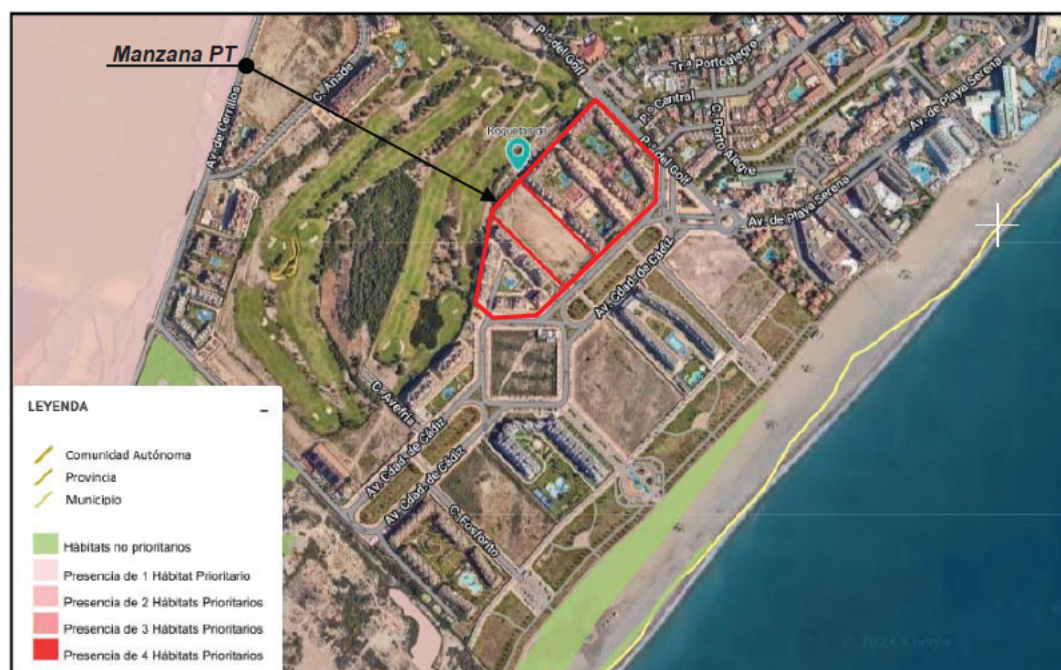 Manzana PT
Av. de Cerrillos
C. Ánade
P.º del Golf
Tr.ª Portoalegre
P.º Central
C. Porto Alegre
P.º del Golf
Av. de Playa Serena
Av. de Playa Serena
Roquetas de
Av. Cdad. de Cádiz
C. Avefría
Av. Cdad. de Cádiz
Av. Cdad. de Cádiz
C. Fosforito
LEYENDA
-
Comunidad Autónoma
Provincia
Municipio
Hábitats no prioritarios
Presencia de 1 Hábitat Prioritario
Presencia de 2 Hábitats Prioritarios
Presencia de 3 Hábitats Prioritarios
Presencia de 4 Hábitats Prioritarios
© 2024 Google